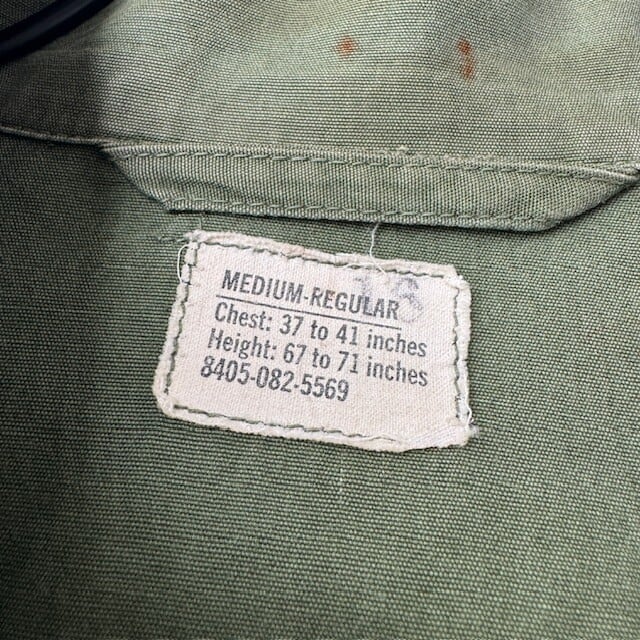 MEDIUM-REGULAR
Chest: 37 to 41 inches
Height: 67 to 71 inches
8405-082-5569